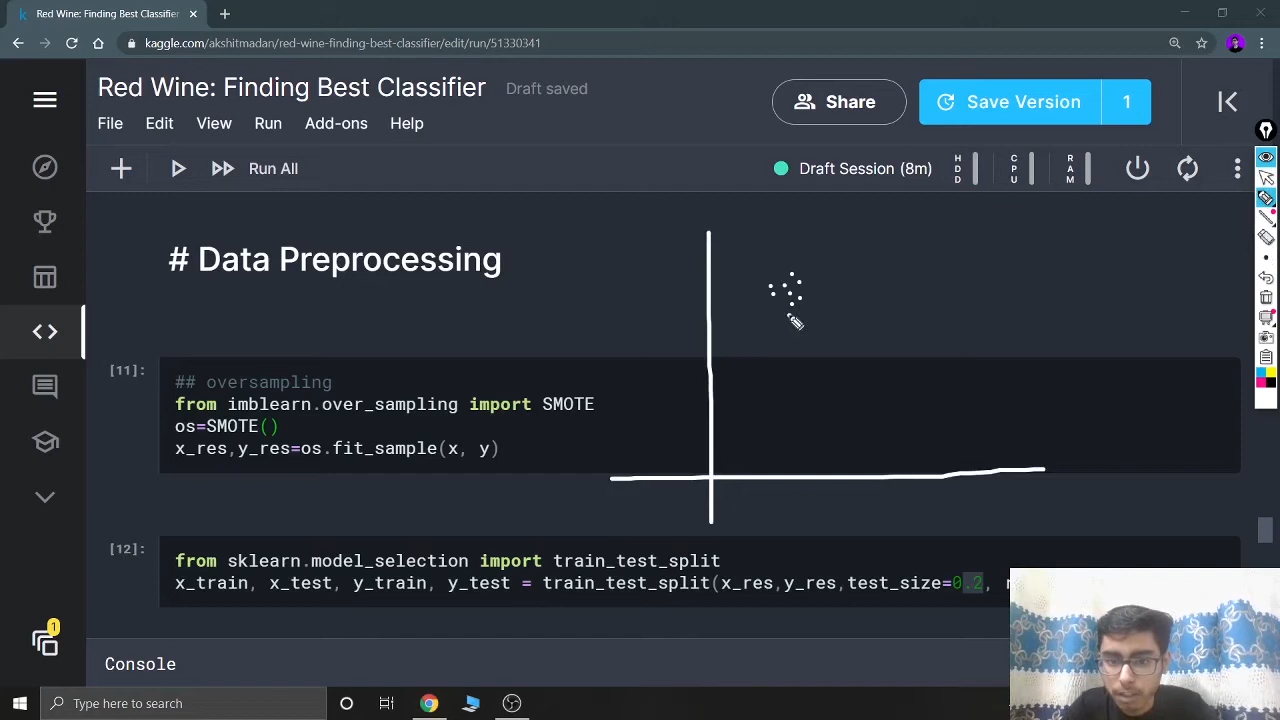 Red Wine: Finding Best Classifier
kaggle.com/akshitmadan/red-wine-finding-best-classifier/edit/run/51330341
Red Wine: Finding Best Classifier
Draft saved
Share
Save Version
1
File
Edit
View
Run
Add-ons
Help
Run All
Draft Session (8m)
HDD
CPU
RAM
# Data Preprocessing
[11]:
## oversampling
from imblearn.over_sampling import SMOTE
os=SMOTE()
x_res,y_res=os.fit_sample(x, y)
[12]:
from sklearn.model_selection import train_test_split
x_train, x_test, y_train, y_test = train_test_split(x_res,y_res,test_size=0.2, r
1
Console
Type here to search